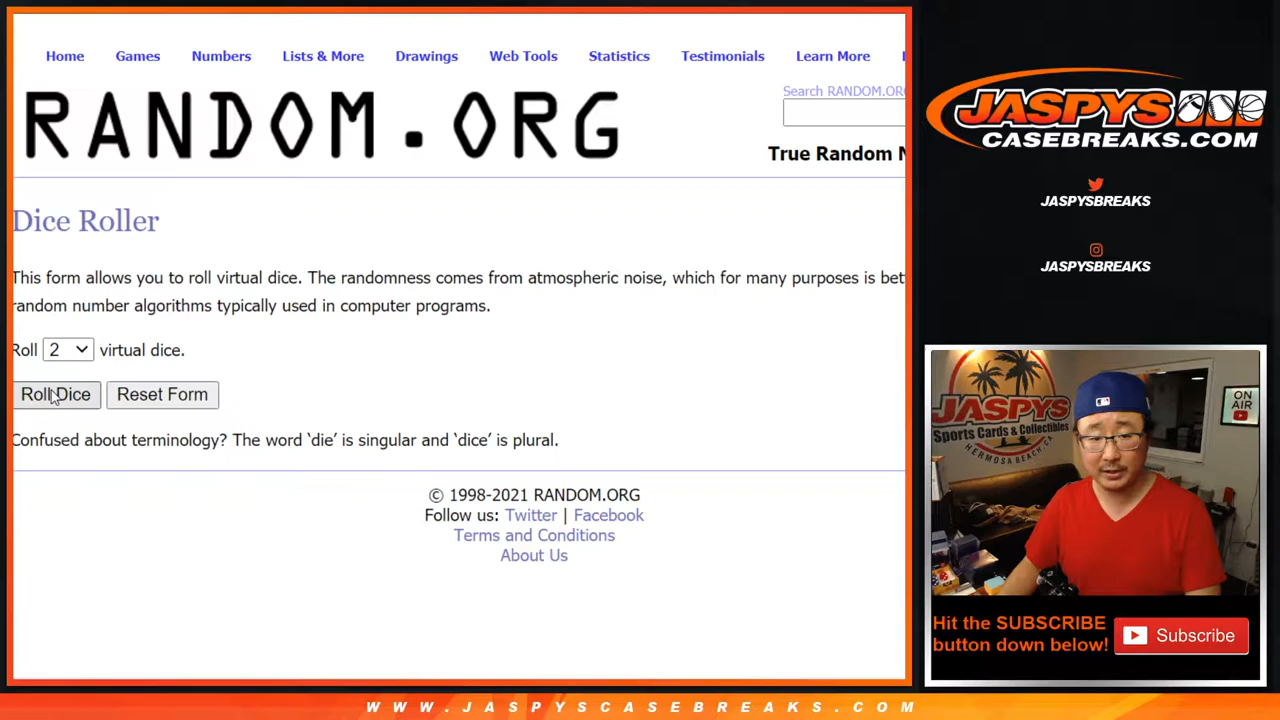 Home Games Numbers Lists & More Drawings Web Tools Statistics Testimonials Learn More
RANDOM.ORG
Search RANDOM.ORG
True Random N
Dice Roller
This form allows you to roll virtual dice. The randomness comes from atmospheric noise, which for many purposes is bet
random number algorithms typically used in computer programs.
Roll 2 virtual dice.
Roll Dice Reset Form
Confused about terminology? The word ‘die’ is singular and ‘dice’ is plural.
© 1998-2021 RANDOM.ORG
Follow us: Twitter | Facebook
Terms and Conditions
About Us
JASPYS
CASEBREAKS.COM
JASPYSBREAKS
JASPYSBREAKS
JASPYS
Sports Cards & Collectibles
HERMOSA BEACH, CA
ON
AIR
Hit the SUBSCRIBE
button down below!
Subscribe
WWW.JASPYSCASEBREAKS.COM